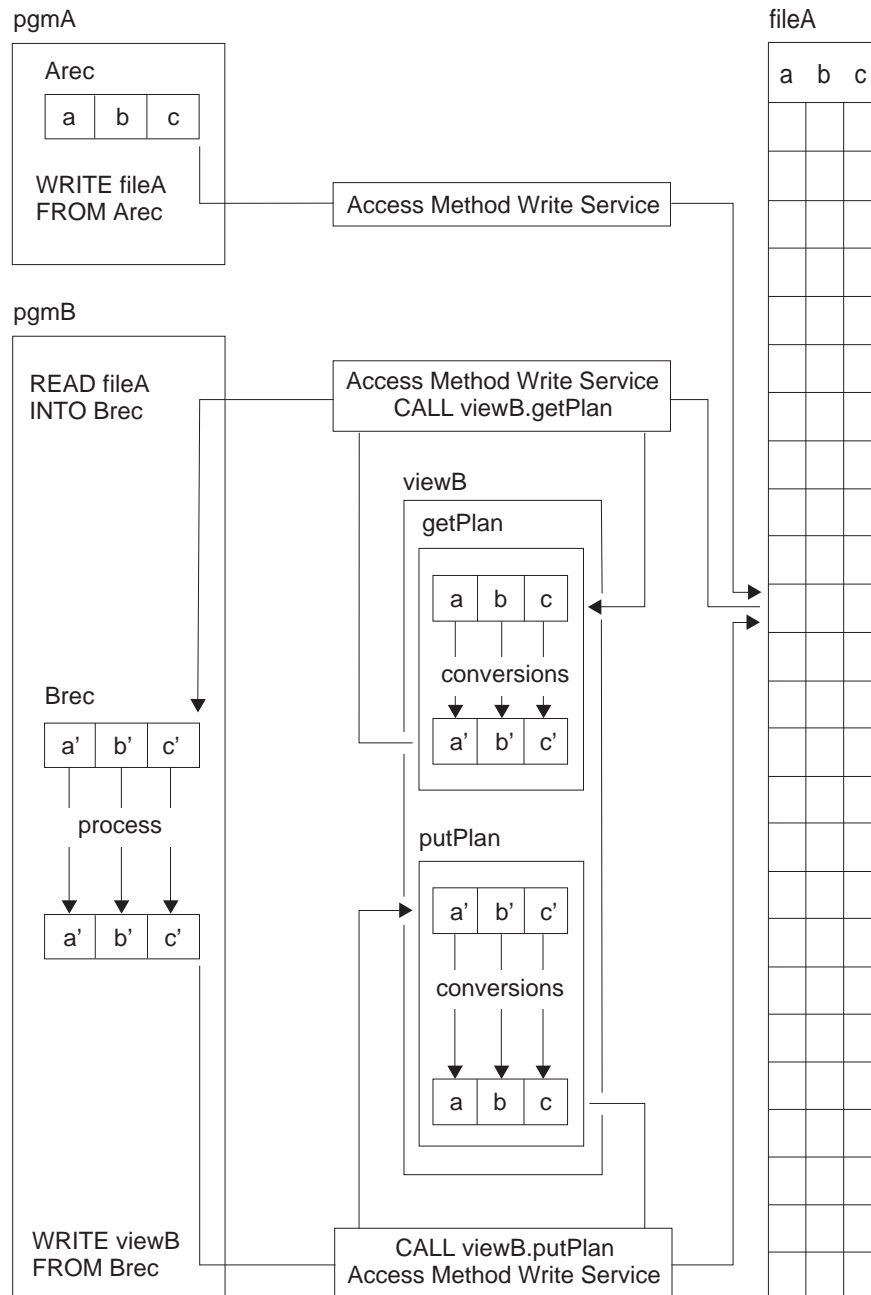 pgmA
Arec
a b c
WRITE fileA
FROM Arec
Access Method Write Service
fileA
a b c
pgmB
READ fileA
INTO Brec
Access Method Write Service
CALL viewB.getPlan
viewB
getPlan
a b c
conversions
a’ b’ c’
Brec
a’ b’ c’
process
a’ b’ c’
putPlan
a’ b’ c’
conversions
a b c
WRITE viewB
FROM Brec
CALL viewB.putPlan
Access Method Write Service